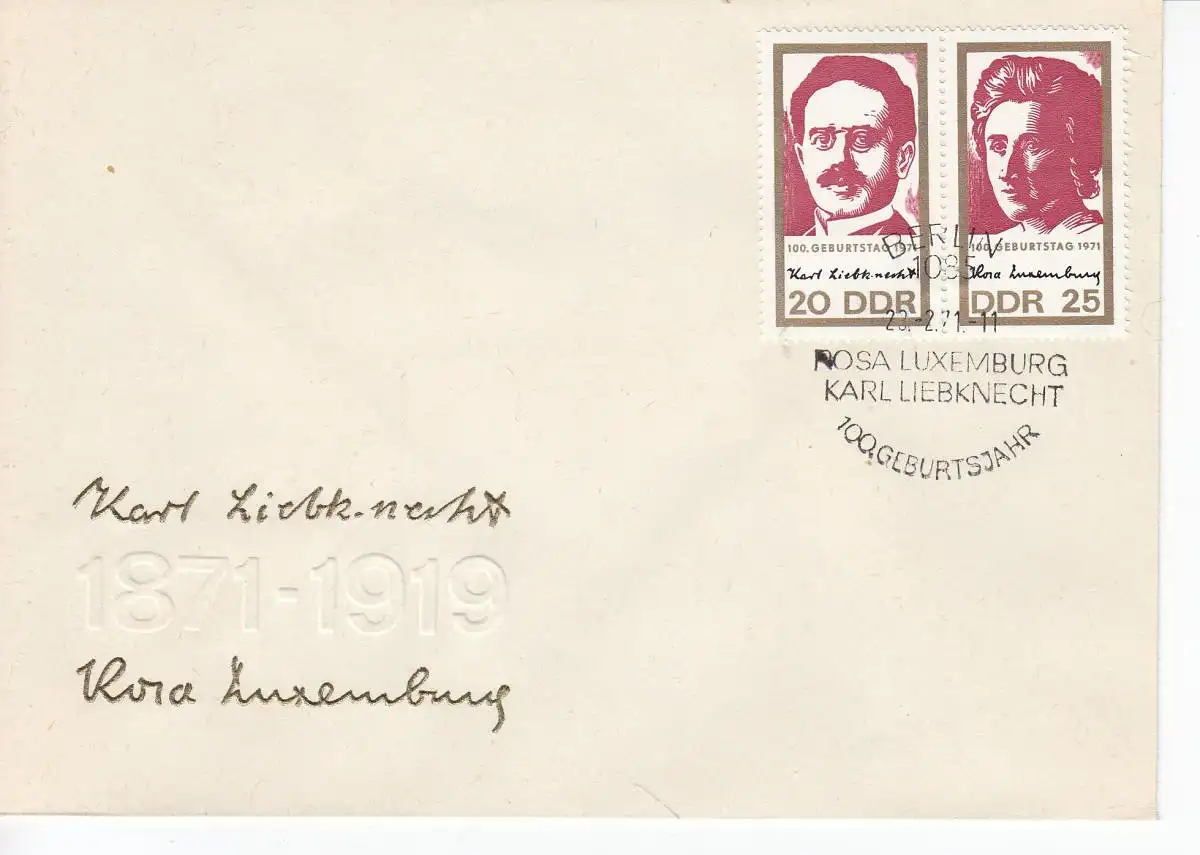 100. GEBURTSTAG 1971
Karl Liebknecht
20 DDR
100. GEBURTSTAG 1971
Rosa Luxemburg
DDR 25
BERLIN
1085
23.-2.71.-11
ROSA LUXEMBURG
KARL LIEBKNECHT
100. GEBURTSJAHR
Karl Liebknecht
1871-1919
Rosa Luxemburg